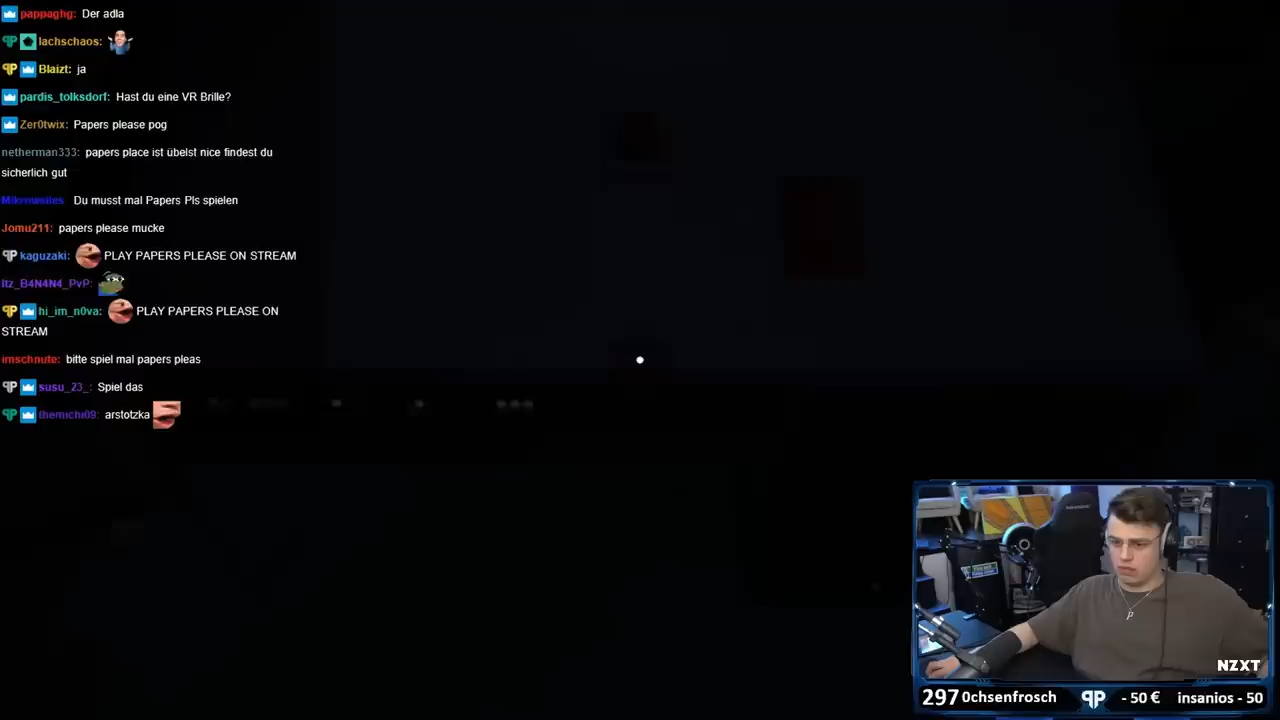 pappaghg: Der adla
lachschaos:
Blaizt: ja
pardis_tolksdorf: Hast du eine VR Brille?
Zer0twix: Papers please pog
netherman333: papers place ist übelst nice findest du
sicherlich gut
Du musst mal Papers Pls spielen
Jomu211: papers please mucke
kaguzaki: PLAY PAPERS PLEASE ON STREAM
Itz_B4N4N4_PvP:
hi_im_n0va: PLAY PAPERS PLEASE ON
STREAM
imschnute: bitte spiel mal papers pleas
susu_23_: Spiel das
themichi09: arstotzka
NZXT
297 0chsenfrosch - 50 € insanios - 50